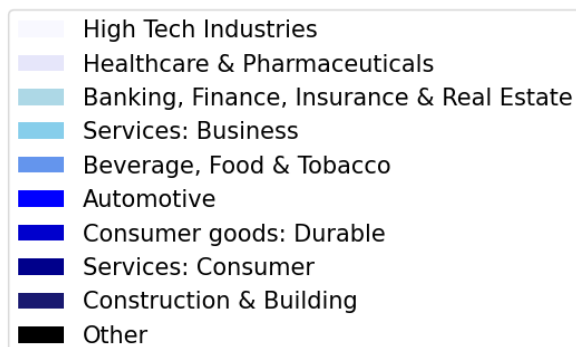 High Tech Industries
Healthcare & Pharmaceuticals
Banking, Finance, Insurance & Real Estate
Services: Business
Beverage, Food & Tobacco
Automotive
Consumer goods: Durable
Services: Consumer
Construction & Building
Other